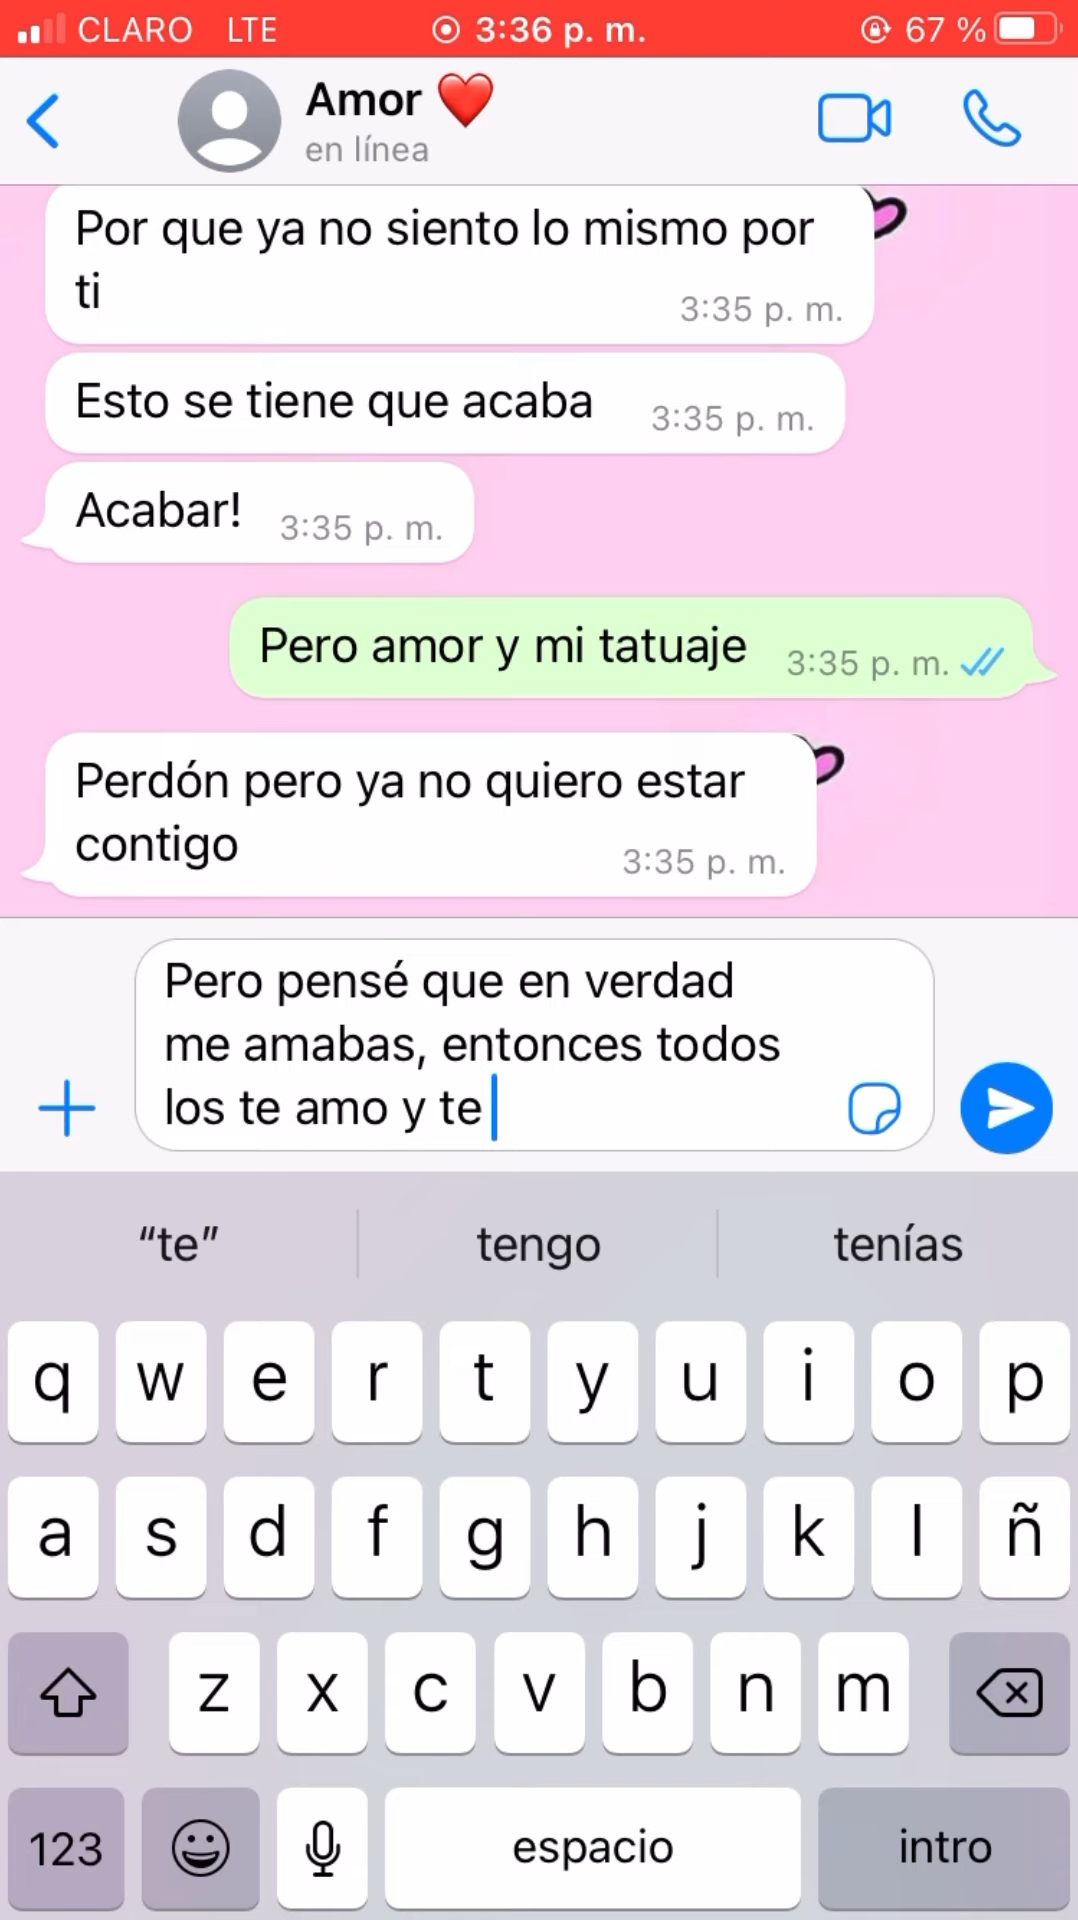 CLARO LTE 3:36 p. m. 67 %
Amor ❤️
en línea
Por que ya no siento lo mismo por
ti
3:35 p. m.
Esto se tiene que acaba 3:35 p. m.
Acabar! 3:35 p. m.
Pero amor y mi tatuaje 3:35 p. m.
Perdón pero ya no quiero estar
contigo 3:35 p. m.
Pero pensé que en verdad
me amabas, entonces todos
los te amo y te
“te” tengo tenías
q w e r t y u i o p
a s d f g h j k l ñ
z x c v b n m
123 espacio intro